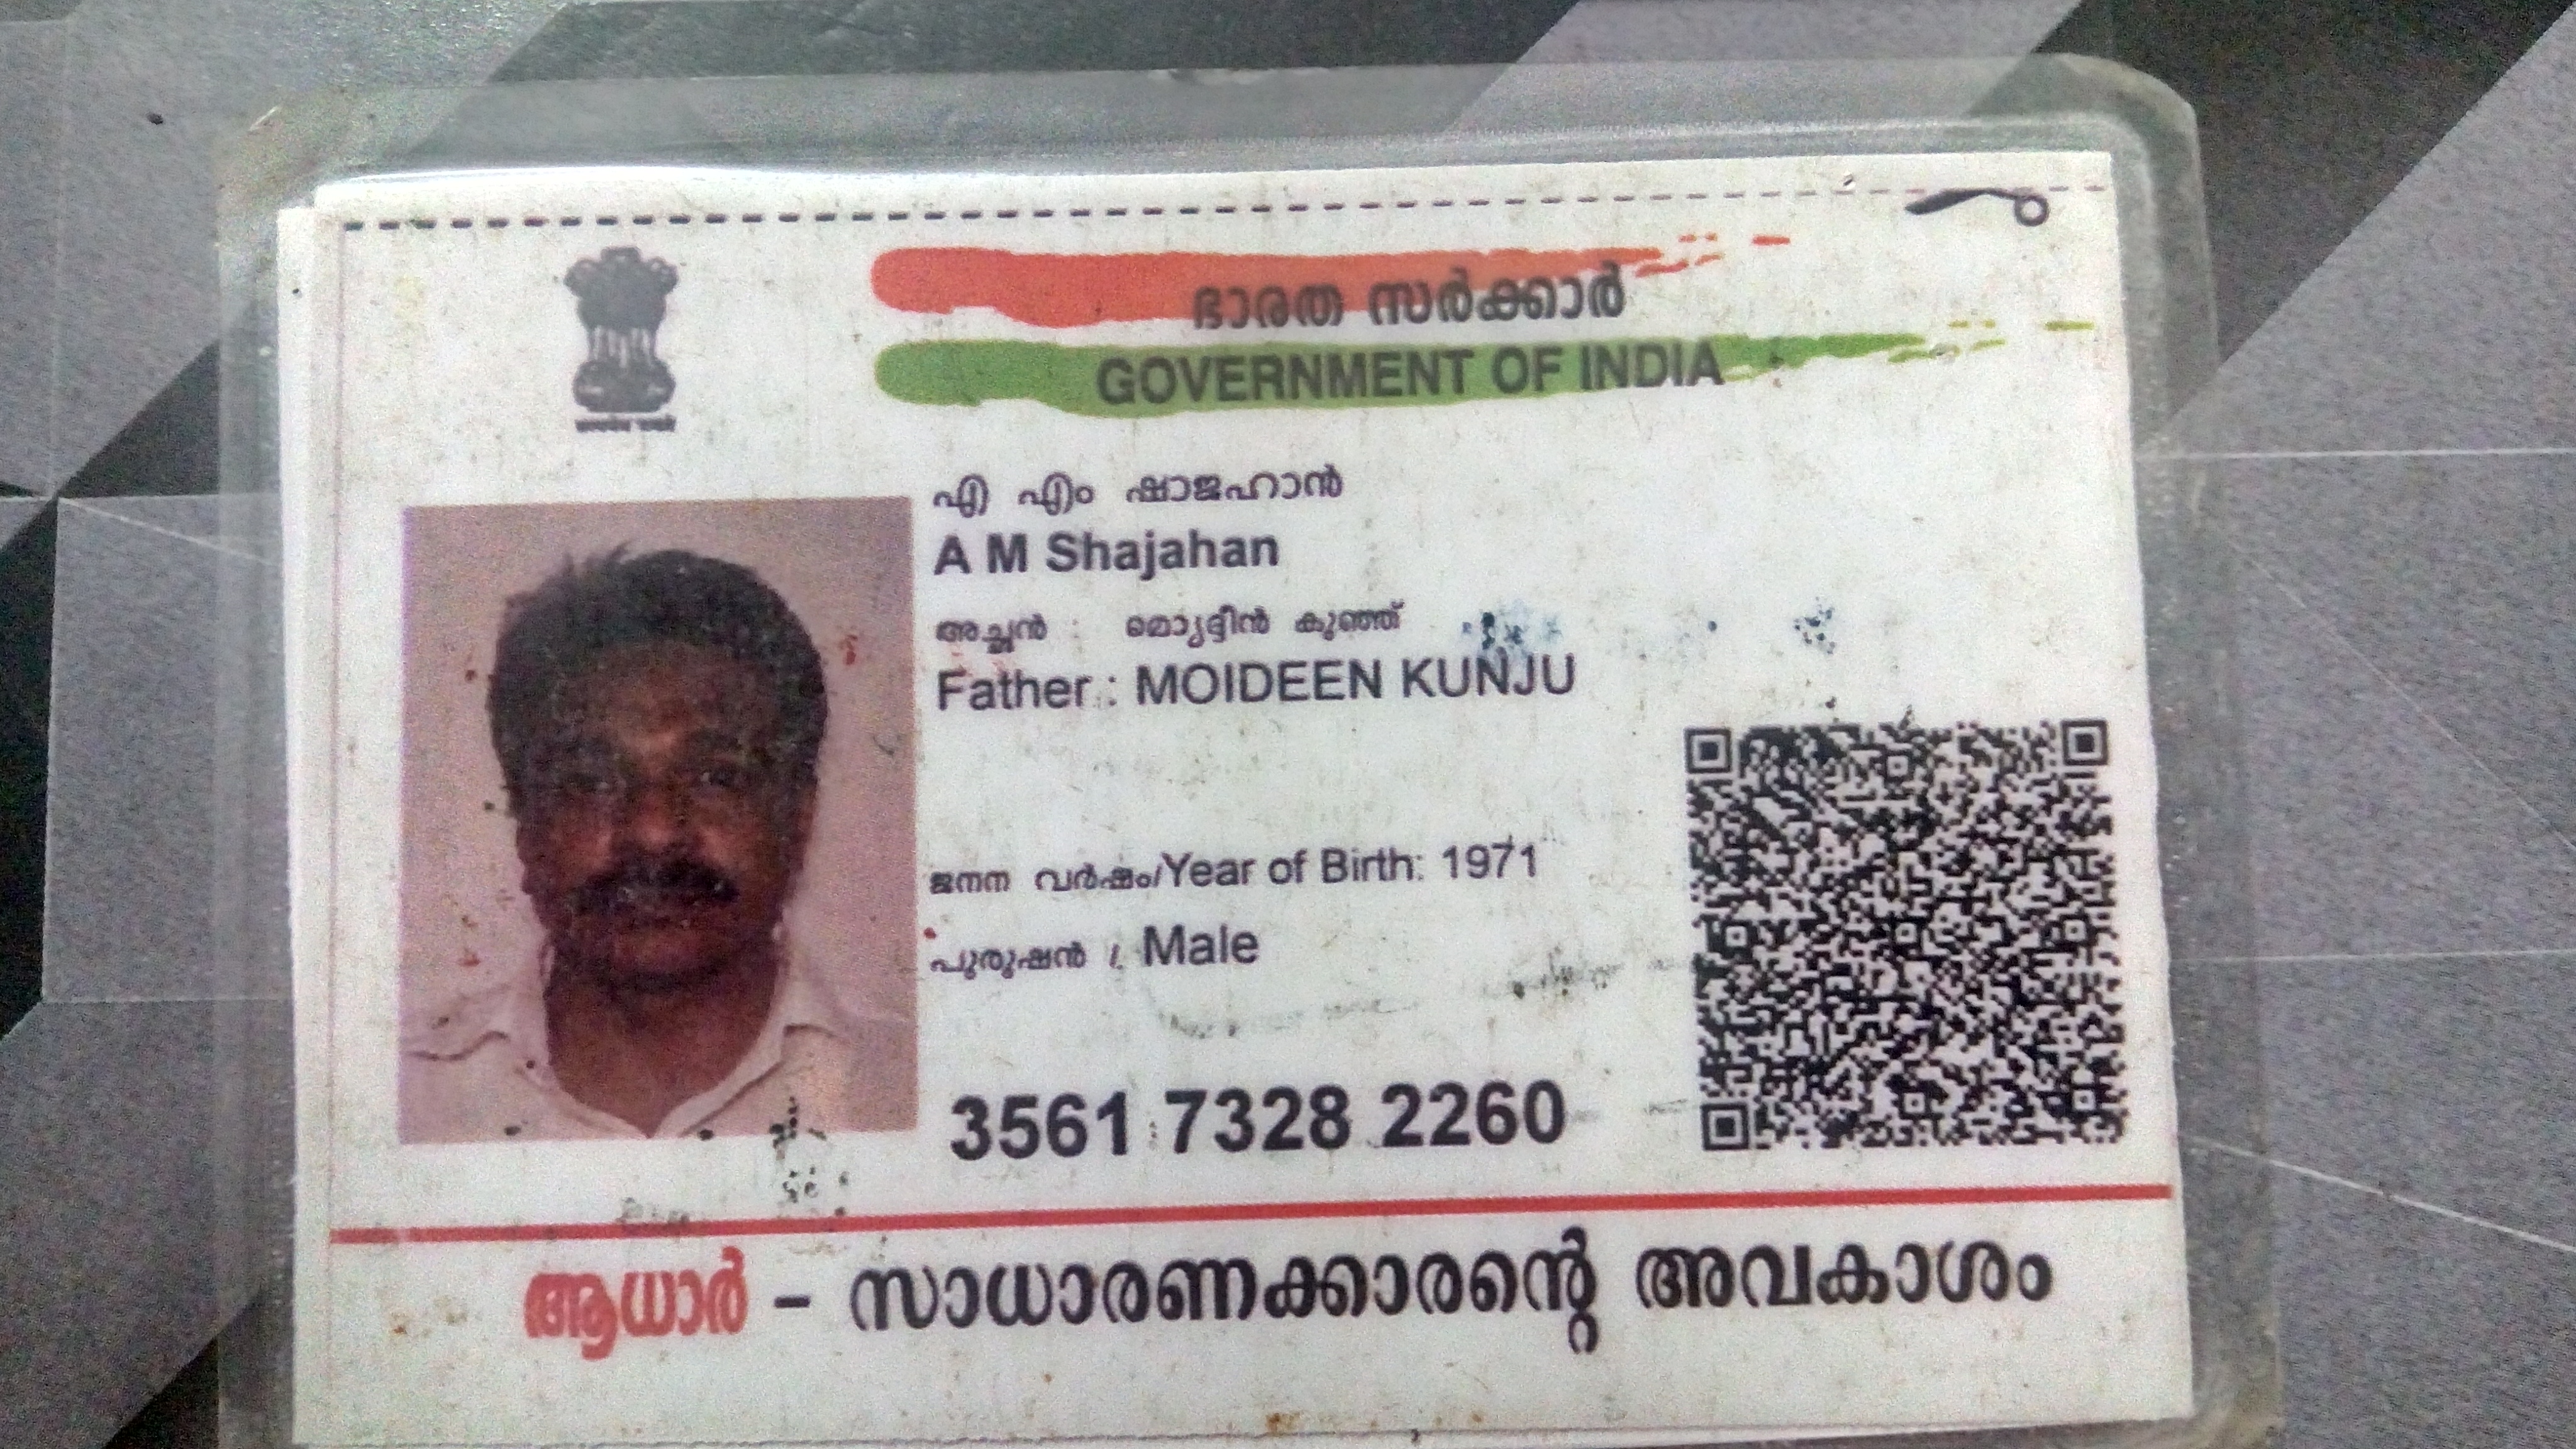 ഭാരത സർക്കാർ
GOVERNMENT OF INDIA
എ എം ഷാജഹാൻ
A M Shajahan
അച്ഛൻ : മൊയ്ദീൻ കുഞ്ഞ്
Father : MOIDEEN KUNJU
ജനന വർഷം/Year of Birth: 1971
പുരുഷൻ / Male
3561 7328 2260
ആധാർ – സാധാരണക്കാരന്റെ അവകാശം